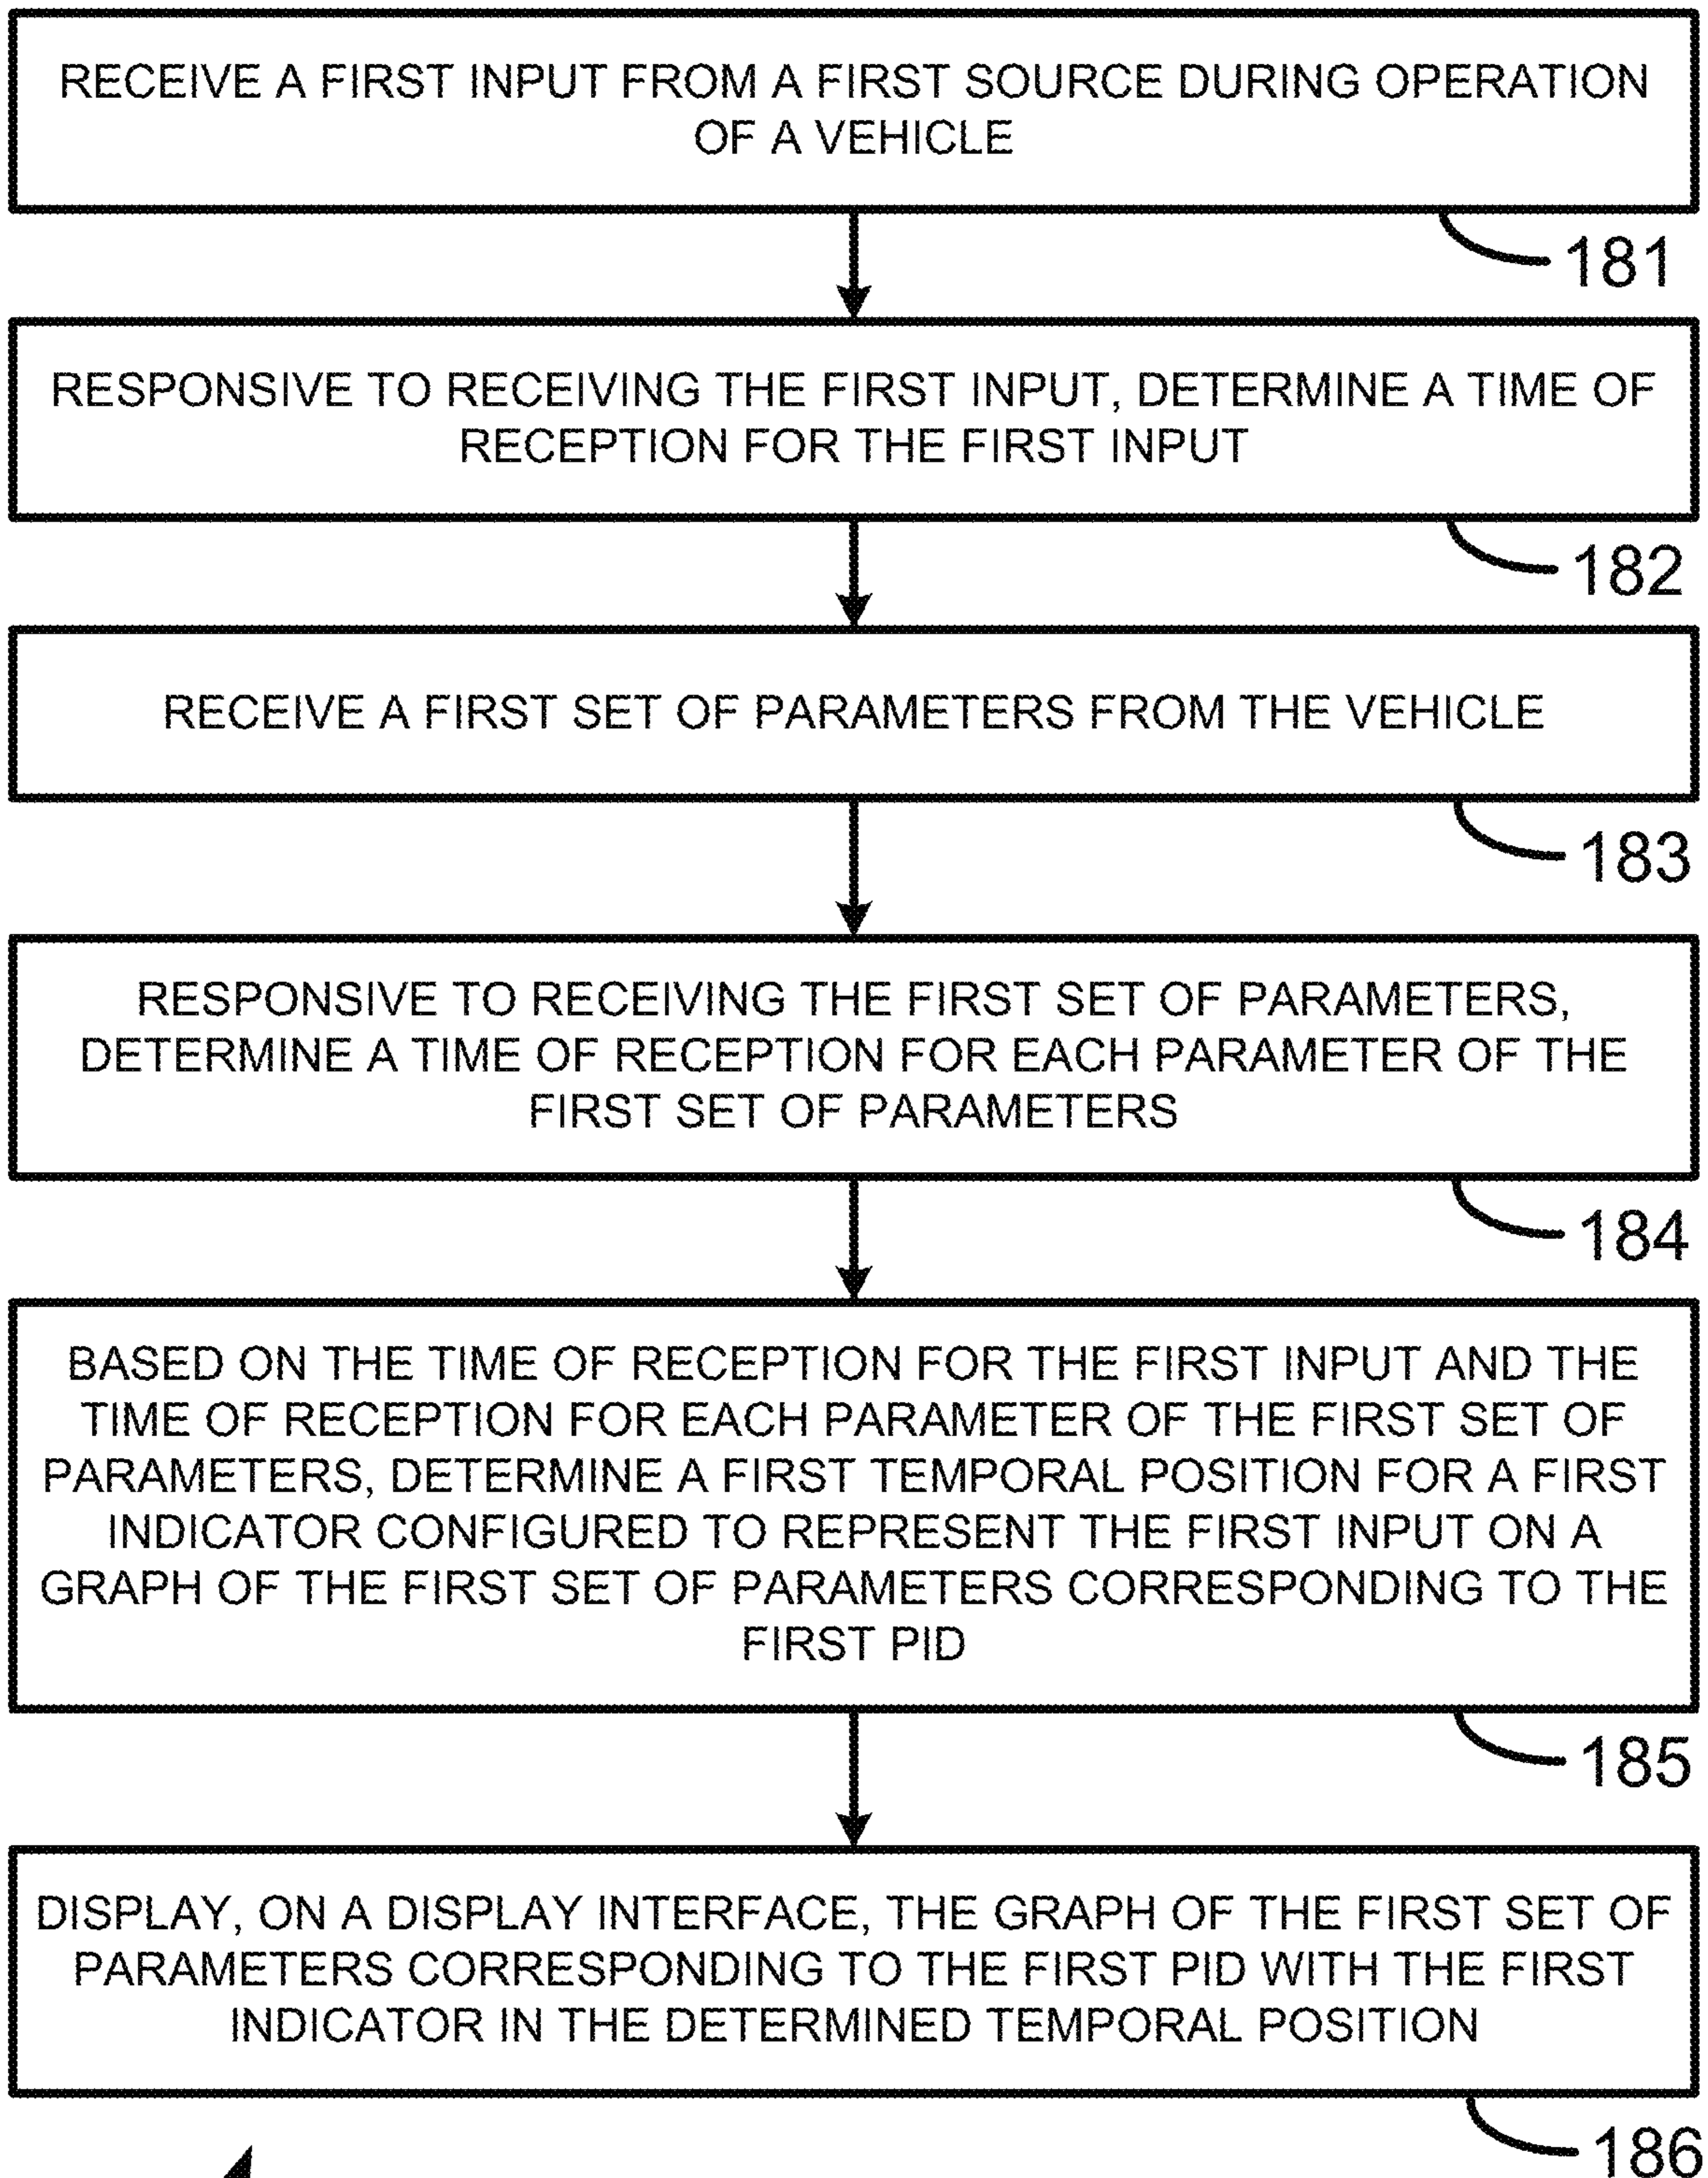 RECEIVE A FIRST INPUT FROM A FIRST SOURCE DURING OPERATION
OF A VEHICLE
181
RESPONSIVE TO RECEIVING THE FIRST INPUT, DETERMINE A TIME OF
RECEPTION FOR THE FIRST INPUT
182
RECEIVE A FIRST SET OF PARAMETERS FROM THE VEHICLE
183
RESPONSIVE TO RECEIVING THE FIRST SET OF PARAMETERS,
DETERMINE A TIME OF RECEPTION FOR EACH PARAMETER OF THE
FIRST SET OF PARAMETERS
184
BASED ON THE TIME OF RECEPTION FOR THE FIRST INPUT AND THE
TIME OF RECEPTION FOR EACH PARAMETER OF THE FIRST SET OF
PARAMETERS, DETERMINE A FIRST TEMPORAL POSITION FOR A FIRST
INDICATOR CONFIGURED TO REPRESENT THE FIRST INPUT ON A
GRAPH OF THE FIRST SET OF PARAMETERS CORRESPONDING TO THE
FIRST PID
185
DISPLAY, ON A DISPLAY INTERFACE, THE GRAPH OF THE FIRST SET OF
PARAMETERS CORRESPONDING TO THE FIRST PID WITH THE FIRST
INDICATOR IN THE DETERMINED TEMPORAL POSITION
186